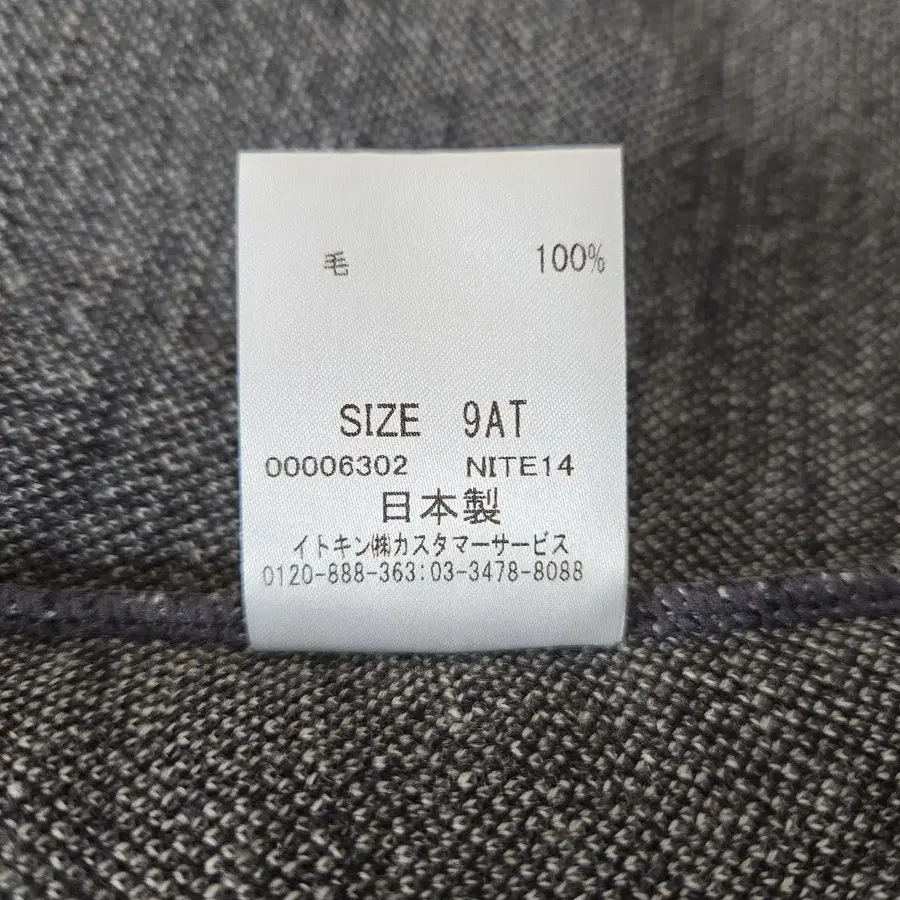 毛 100%
SIZE 9AT
00006302 NITE14
日本製
イトキン㈱カスタマーサービス
0120-888-363:03-3478-8088